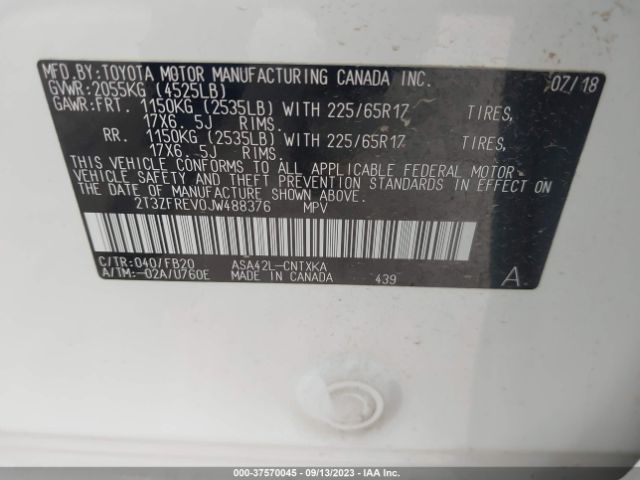 MFD.BY:TOYOTA MOTOR MANUFACTURING CANADA INC. 07/18
GVWR:2055KG (4525LB)
GAWR:FRT. 1150KG (2535LB) WITH 225/65R17 TIRES,
17X6.5J RIMS.
RR. 1150KG (2535LB) WITH 225/65R17 TIRES,
17X6.5J RIMS.
THIS VEHICLE CONFORMS TO ALL APPLICABLE FEDERAL MOTOR
VEHICLE SAFETY AND THEFT PREVENTION STANDARDS IN EFFECT ON
THE DATE OF MANUFACTURE SHOWN ABOVE.
2T3ZFREV0JW488376 MPV
C/TR:040/FB20 ASA42L-CNTXKA
A/TM:-02A/U760E MADE IN CANADA 439 A
000-37570045 - 09/13/2023 - IAA Inc.